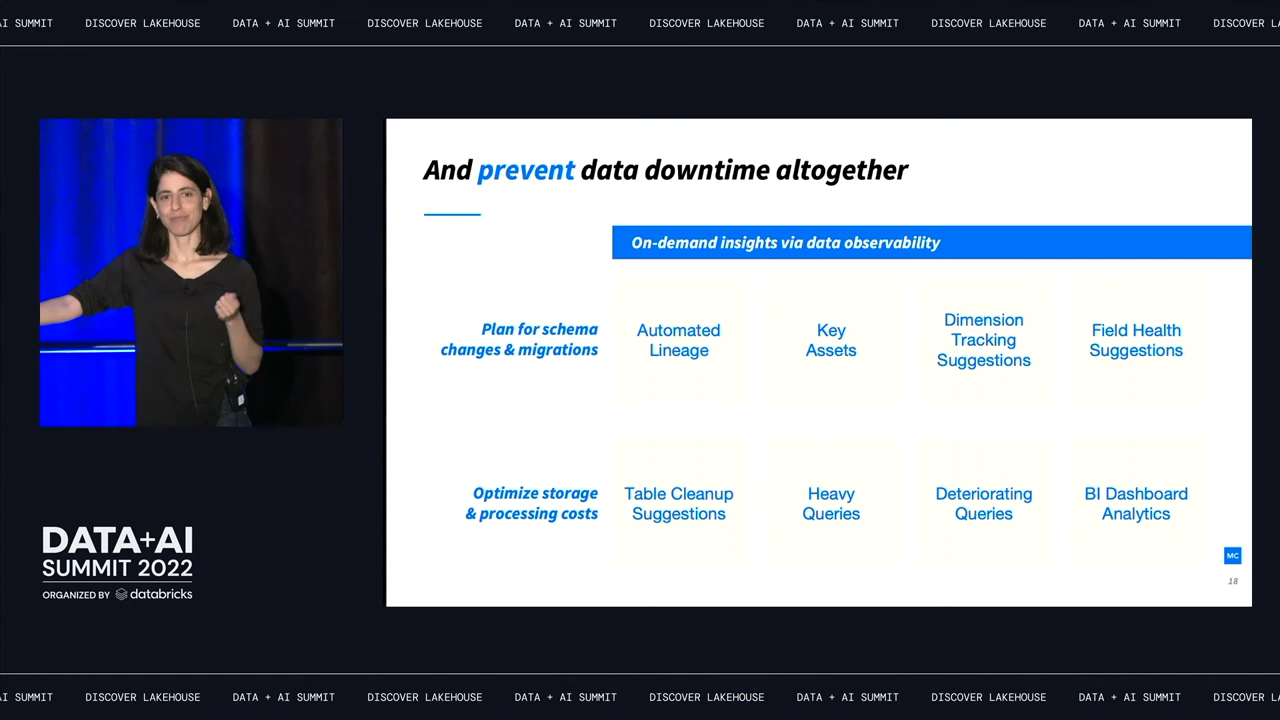 AI SUMMIT DISCOVER LAKEHOUSE DATA + AI SUMMIT DISCOVER LAKEHOUSE DATA + AI SUMMIT DISCOVER LAKEHOUSE DATA + AI SUMMIT DISCOVER LAKEHOUSE DATA + AI SUMMIT DISCOVER
And prevent data downtime altogether
On-demand insights via data observability
Plan for schema
changes & migrations
Automated
Lineage
Key
Assets
Dimension
Tracking
Suggestions
Field Health
Suggestions
Optimize storage
& processing costs
Table Cleanup
Suggestions
Heavy
Queries
Deteriorating
Queries
BI Dashboard
Analytics
MC
18
DATA+AI
SUMMIT 2022
ORGANIZED BY databricks
AI SUMMIT DISCOVER LAKEHOUSE DATA + AI SUMMIT DISCOVER LAKEHOUSE DATA + AI SUMMIT DISCOVER LAKEHOUSE DATA + AI SUMMIT DISCOVER LAKEHOUSE DATA + AI SUMMIT DISCOVER